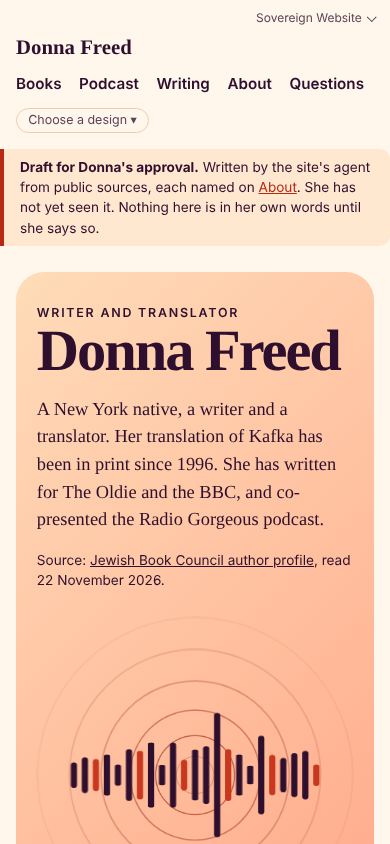 Sovereign Website
Donna Freed
Books Podcast Writing About Questions
Choose a design ▾
Draft for Donna's approval. Written by the site's agent
from public sources, each named on About. She has
not yet seen it. Nothing here is in her own words until
she says so.
WRITER AND TRANSLATOR
Donna Freed
A New York native, a writer and a
translator. Her translation of Kafka has
been in print since 1996. She has written
for The Oldie and the BBC, and co-
presented the Radio Gorgeous podcast.
Source: Jewish Book Council author profile, read
22 November 2026.